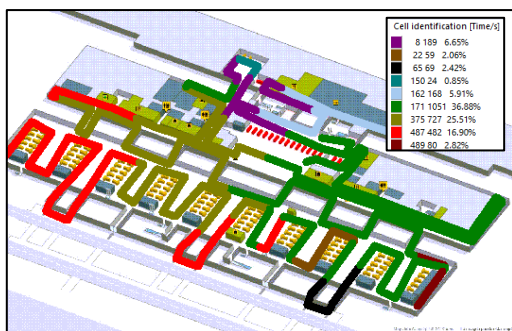 Cell identification [Time/s]
8 189 6.65%
22 59 2.06%
65 69 2.42%
150 24 0.85%
162 168 5.91%
171 1051 36.88%
375 727 25.51%
487 482 16.90%
489 80 2.82%